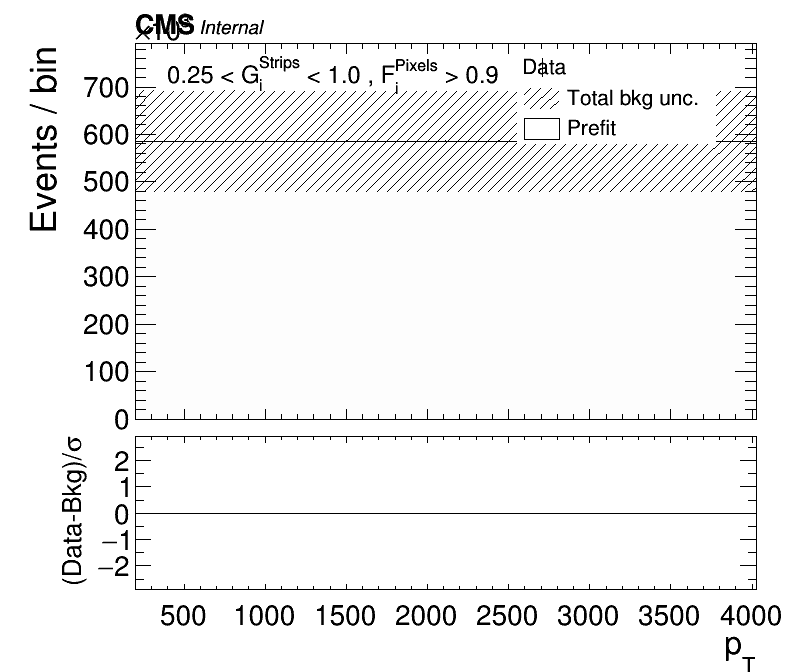 CMS Internal
×10³
0.25 < G_i^Strips < 1.0 , F_i^Pixels > 0.9
Data
Total bkg unc.
Prefit
Events / bin
700
600
500
400
300
200
100
0
(Data-Bkg)/σ
2
1
0
−1
−2
500 1000 1500 2000 2500 3000 3500 4000
p_T